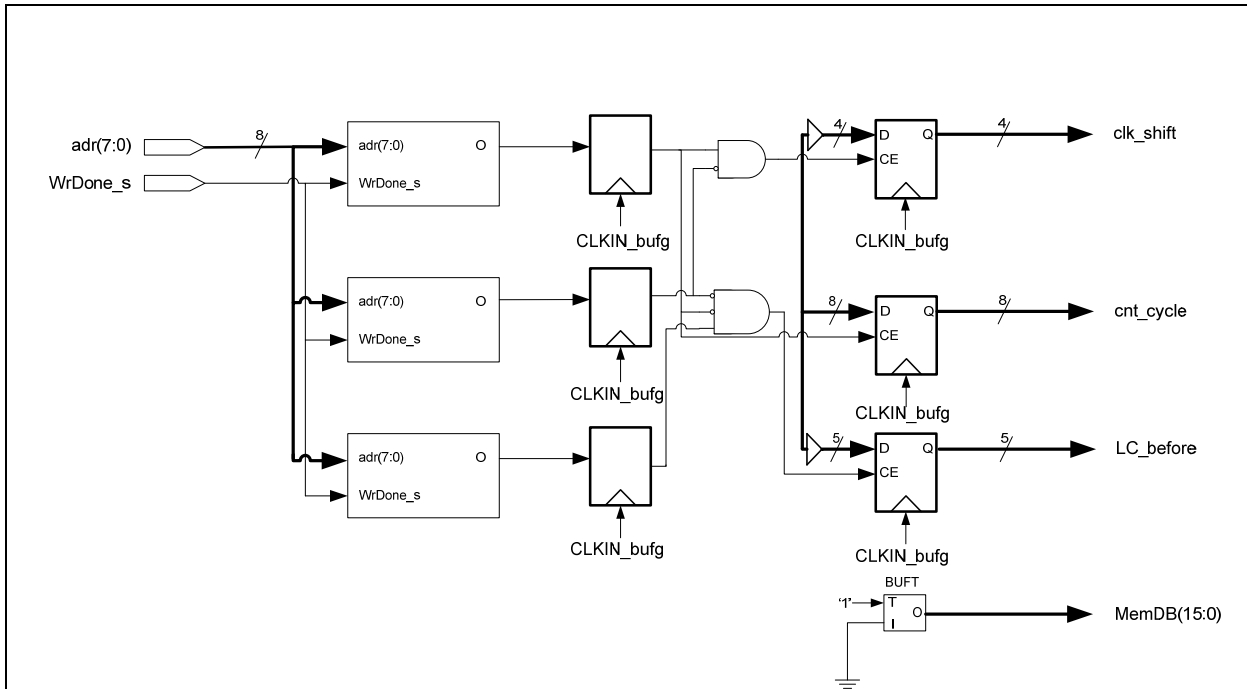 adr(7:0)
WrDone_s
8
adr(7:0)
O
WrDone_s
CLKIN_bufg
4
D
Q
CE
4
clk_shift
CLKIN_bufg
adr(7:0)
O
WrDone_s
CLKIN_bufg
8
D
Q
CE
8
cnt_cycle
CLKIN_bufg
adr(7:0)
O
WrDone_s
CLKIN_bufg
5
D
Q
CE
5
LC_before
CLKIN_bufg
BUFT
'1'
T
O
I
MemDB(15:0)